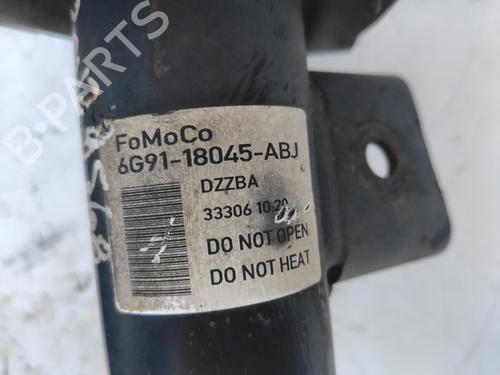 B-PARTS
FoMoCo
6G91-18045-ABJ
DZZBA
33306 10:20
DO NOT OPEN
DO NOT HEAT